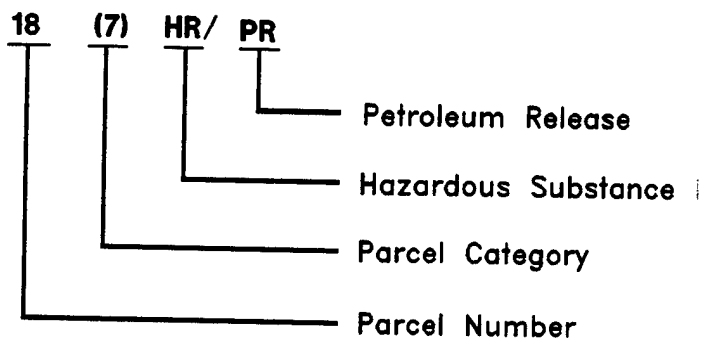 18 (7) HR/ PR
Petroleum Release
Hazardous Substance
Parcel Category
Parcel Number